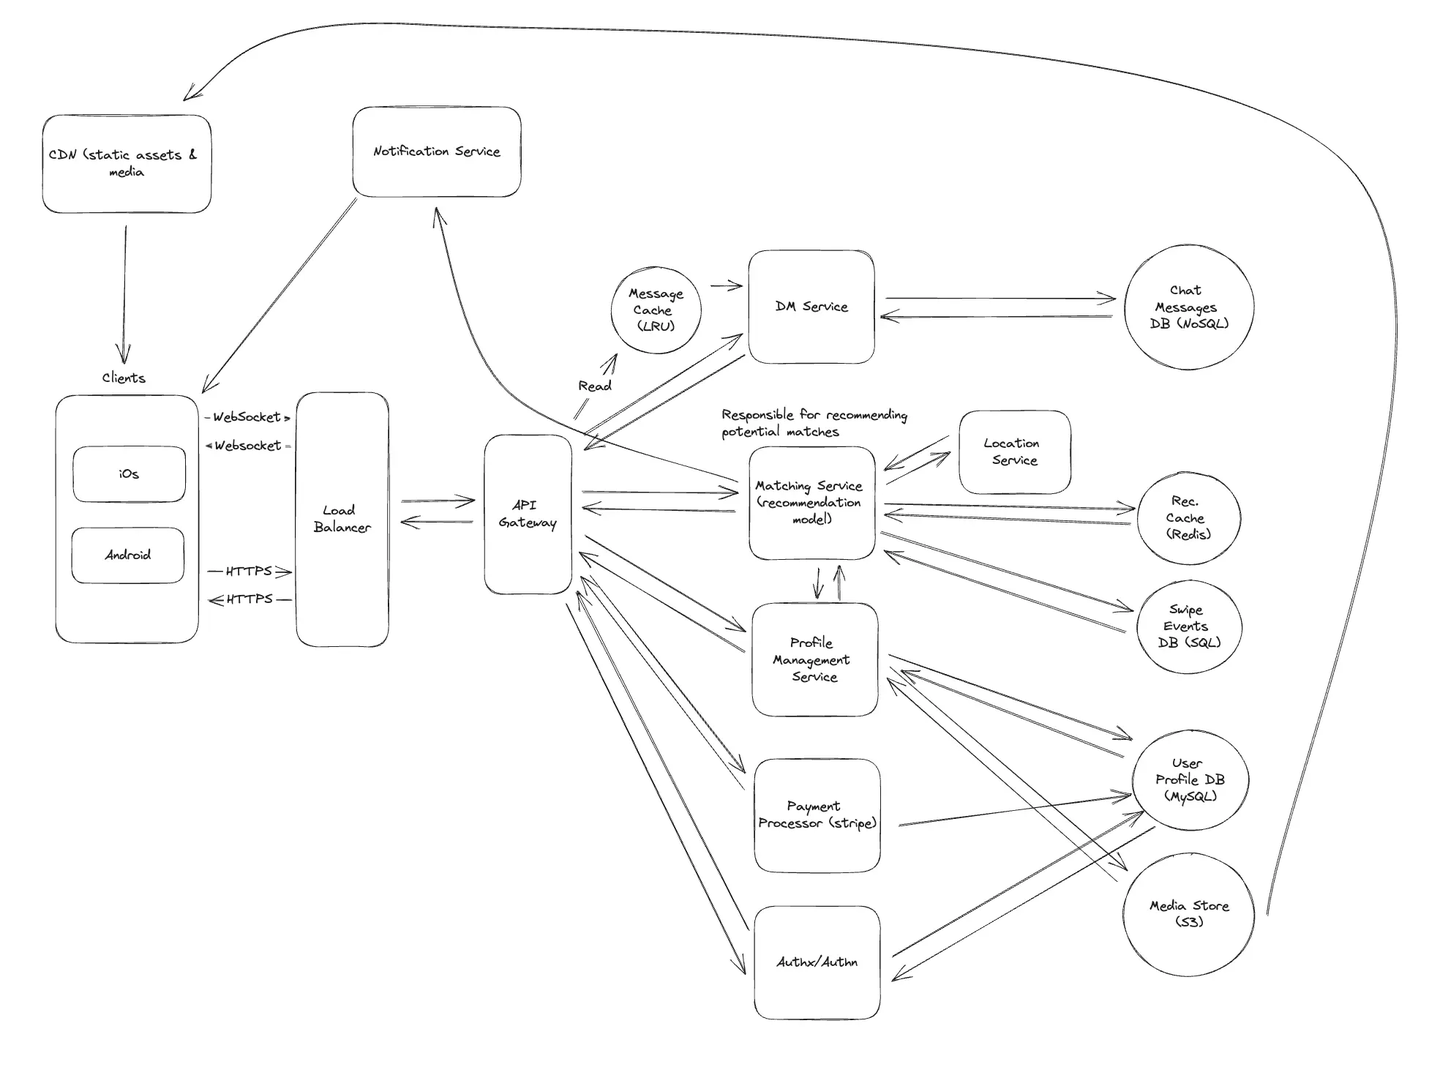 CDN (static assets &
media
Notification Service
Message
Cache
(LRU)
DM Service
Chat
Messages
DB (NoSQL)
Clients
Read
WebSocket
Websocket
iOs
Android
HTTPS
HTTPS
Load
Balancer
API
Gateway
Responsible for recommending
potential matches
Matching Service
(recommendation
model)
Location
Service
Rec.
Cache
(Redis)
Swipe
Events
DB (SQL)
Profile
Management
Service
User
Profile DB
(MySQL)
Payment
Processor (stripe)
Media Store
(S3)
Authx/Authn